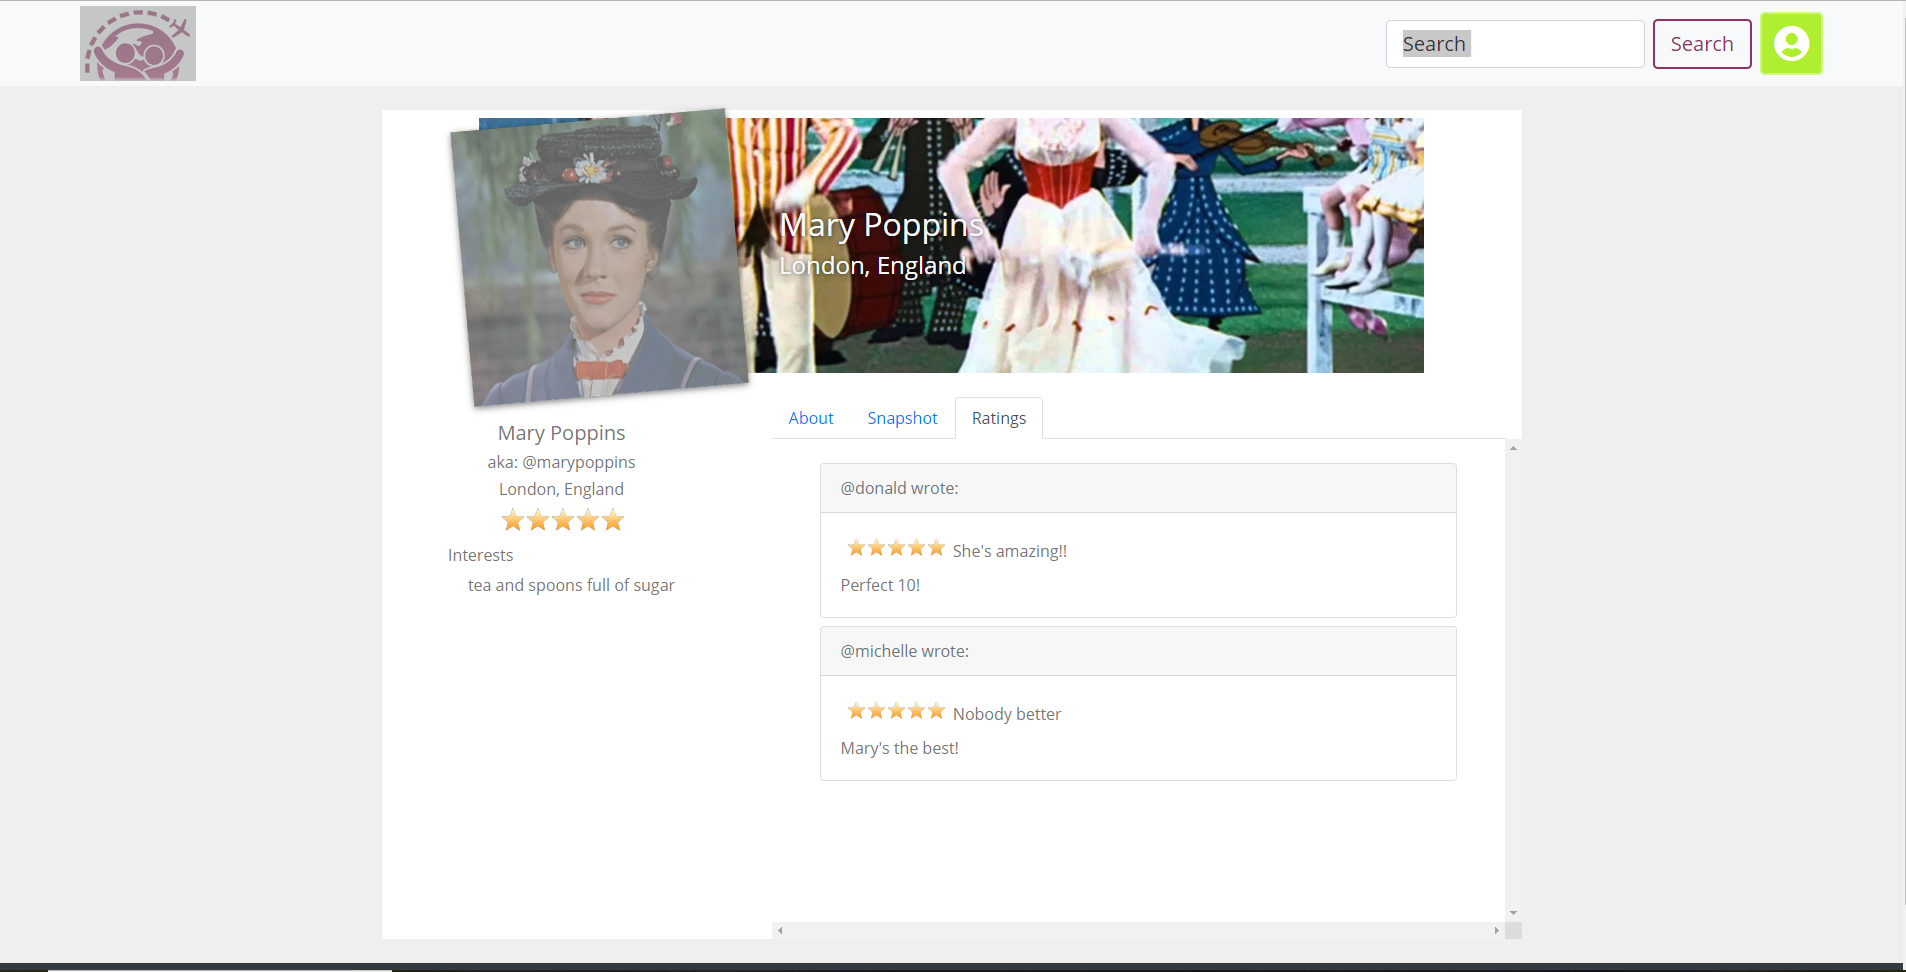 Search
Search
Mary Poppins
London, England
Mary Poppins
aka: @marypoppins
London, England
Interests
tea and spoons full of sugar
About
Snapshot
Ratings
@donald wrote:
She's amazing!!
Perfect 10!
@michelle wrote:
Nobody better
Mary's the best!